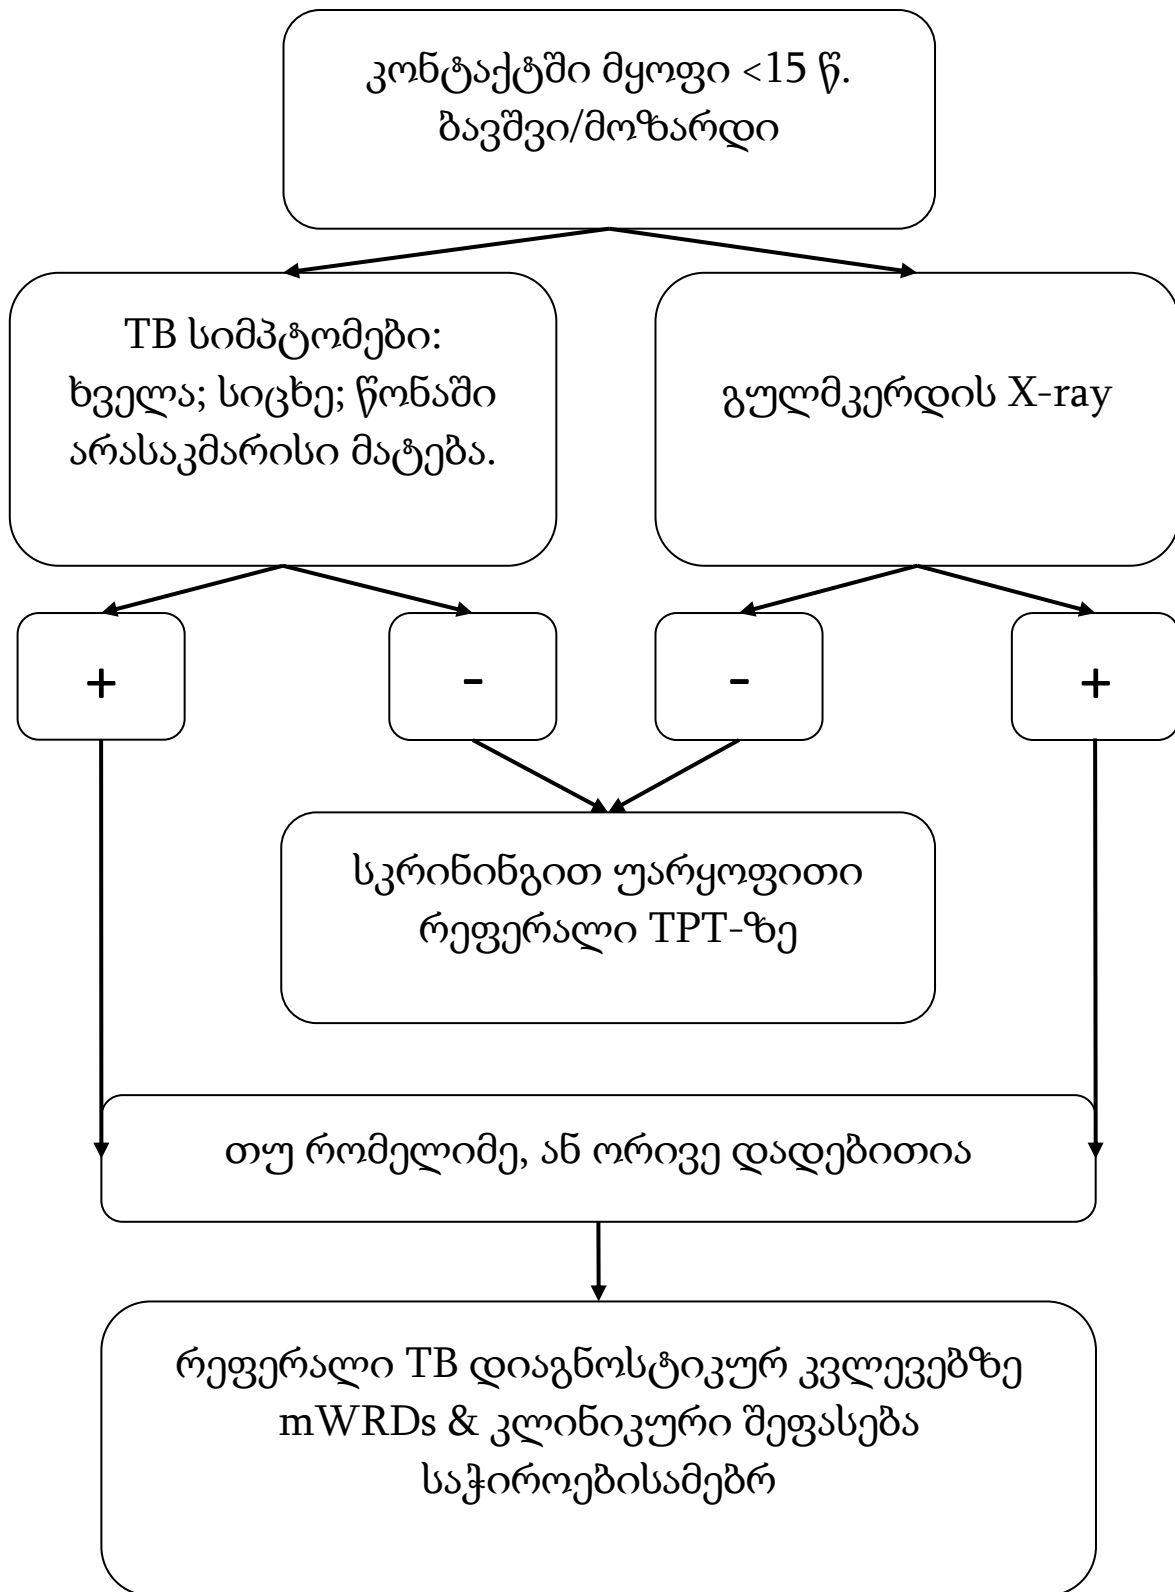 კონტაქტში მყოფი <15 წ.
ბავშვი/მოზარდი
TB სიმპტომები:
ხველა; სიცხე; წონაში
არასაკმარისი მატება.
გულმკერდის X-ray
+
-
-
+
სკრინინგით უარყოფითი
რეფერალი TPT-ზე
თუ რომელიმე, ან ორივე დადებითია
რეფერალი TB დიაგნოსტიკურ კვლევებზე
mWRDs & კლინიკური შეფასება
საჭიროებისამებრ